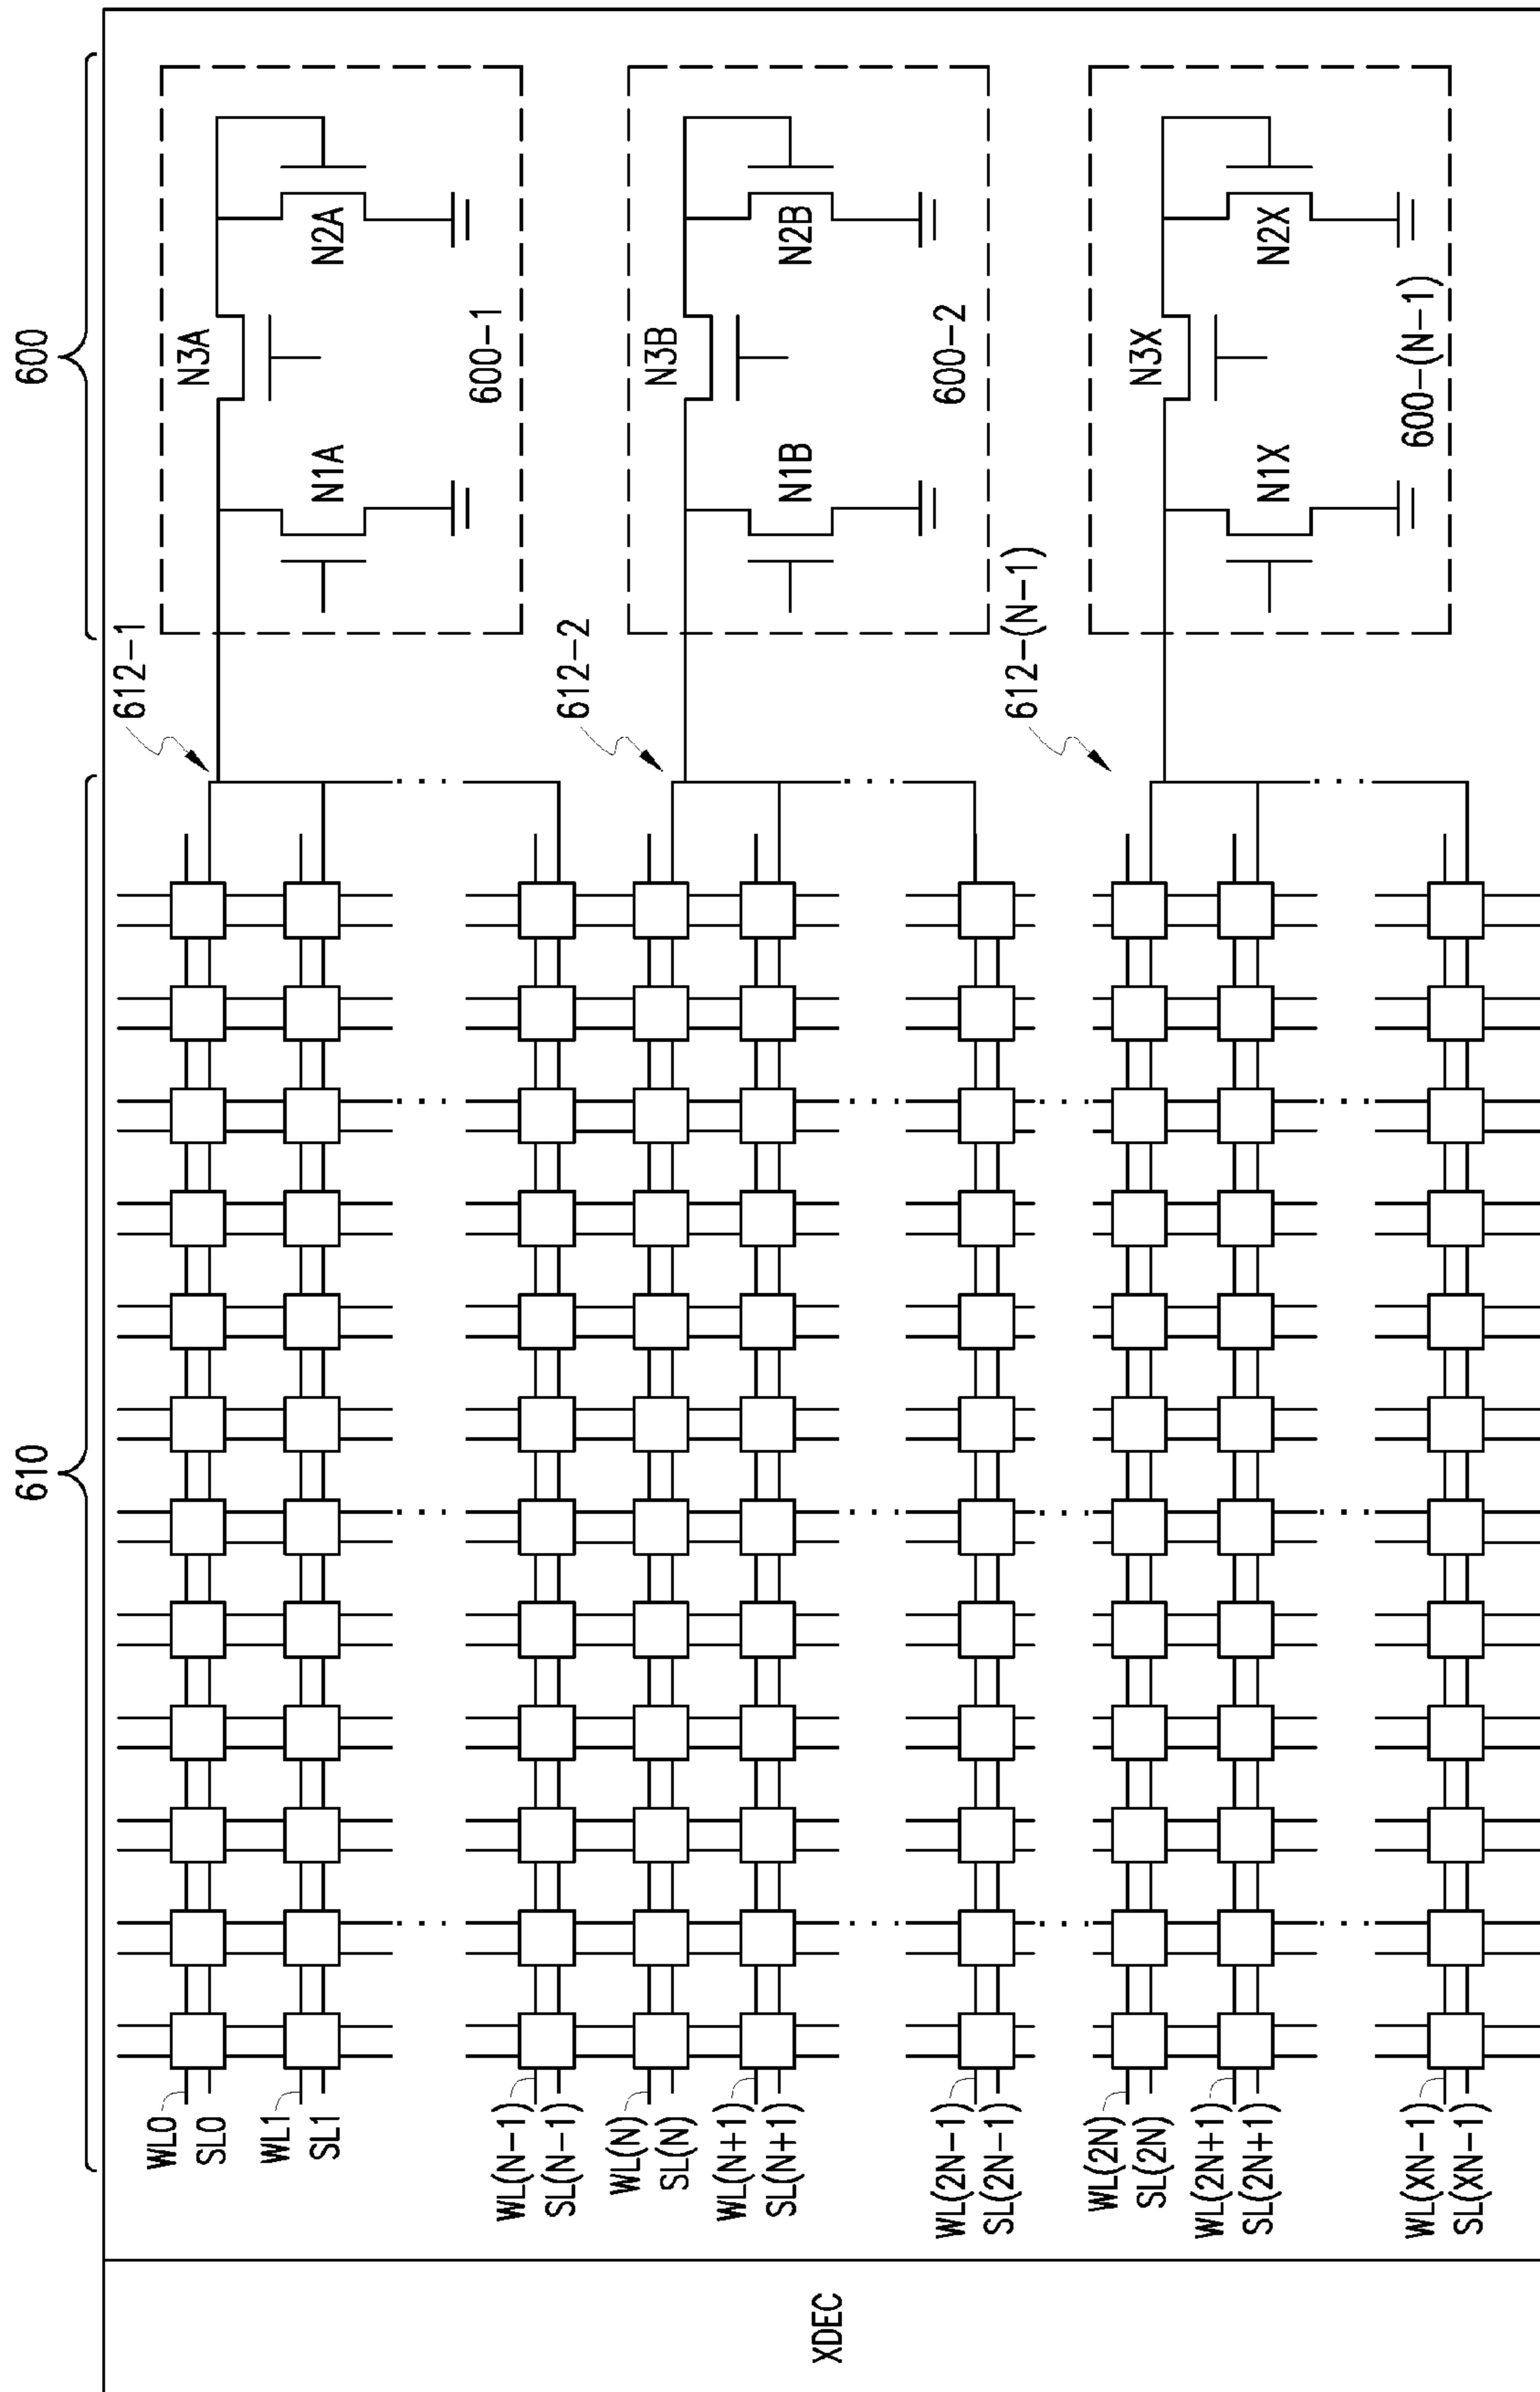 600
610
612-1
612-2
612-(N-1)
N3A
N1A
N2A
600-1
N3B
N1B
N2B
600-2
N3X
N1X
N2X
600-(N-1)
WL0
SL0
WL1
SL1
WL(N-1)
SL(N-1)
WL(N)
SL(N)
WL(N+1)
SL(N+1)
WL(2N-1)
SL(2N-1)
WL(2N)
SL(2N)
WL(2N+1)
SL(2N+1)
WL(XN-1)
SL(XN-1)
XDEC